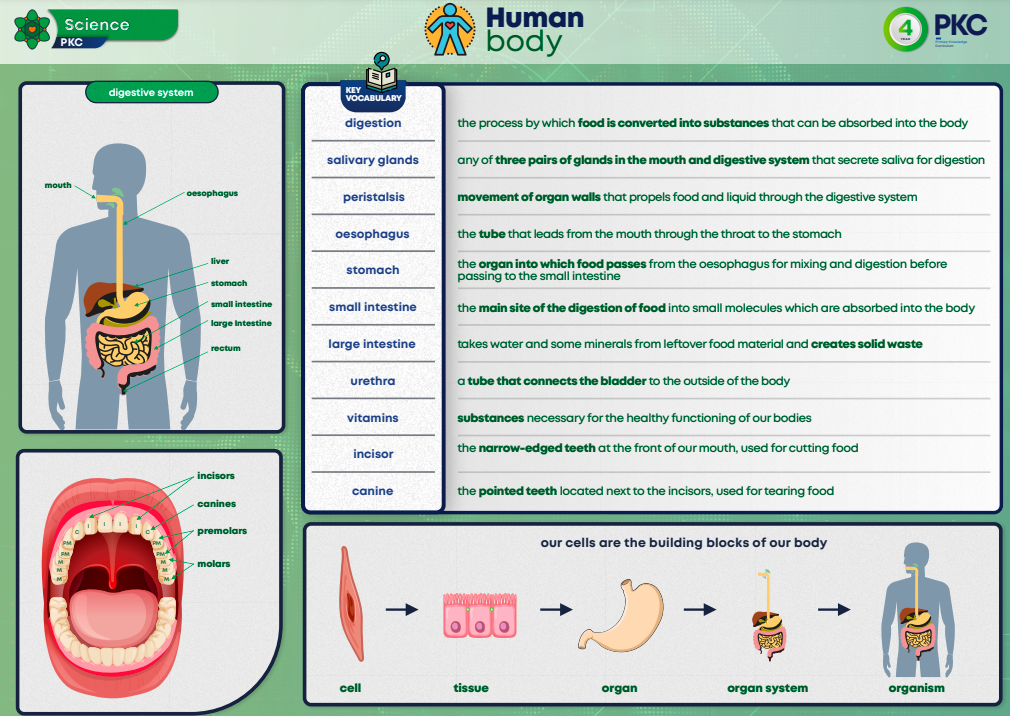 Science
PKC
Human
body
4
YEAR
PKC
Primary Knowledge
Curriculum
digestive system
mouth
oesophagus
liver
stomach
small intestine
large Intestine
rectum
KEY
VOCABULARY
digestion
the process by which food is converted into substances that can be absorbed into the body
salivary glands
any of three pairs of glands in the mouth and digestive system that secrete saliva for digestion
peristalsis
movement of organ walls that propels food and liquid through the digestive system
oesophagus
the tube that leads from the mouth through the throat to the stomach
stomach
the organ into which food passes from the oesophagus for mixing and digestion before
passing to the small intestine
small intestine
the main site of the digestion of food into small molecules which are absorbed into the body
large intestine
takes water and some minerals from leftover food material and creates solid waste
urethra
a tube that connects the bladder to the outside of the body
vitamins
substances necessary for the healthy functioning of our bodies
incisor
the narrow-edged teeth at the front of our mouth, used for cutting food
canine
the pointed teeth located next to the incisors, used for tearing food
incisors
canines
premolars
molars
C I I I I C
PM PM
PM PM
M M
M M
M M
our cells are the building blocks of our body
cell
tissue
organ
organ system
organism